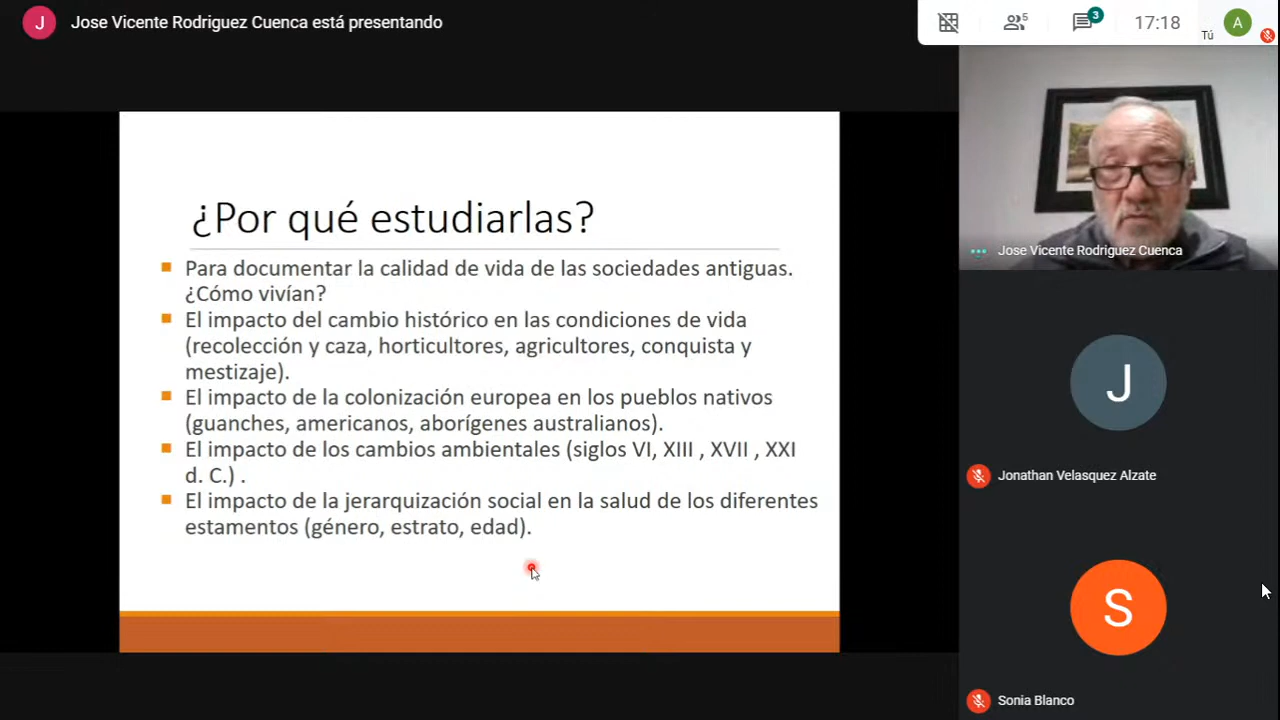 J
Jose Vicente Rodriguez Cuenca está presentando
5
3
17:18
Tú
A
¿Por qué estudiarlas?
Para documentar la calidad de vida de las sociedades antiguas.
¿Cómo vivían?
El impacto del cambio histórico en las condiciones de vida
(recolección y caza, horticultores, agricultores, conquista y
mestizaje).
El impacto de la colonización europea en los pueblos nativos
(guanches, americanos, aborígenes australianos).
El impacto de los cambios ambientales (siglos VI, XIII , XVII , XXI
d. C.) .
El impacto de la jerarquización social en la salud de los diferentes
estamentos (género, estrato, edad).
Jose Vicente Rodriguez Cuenca
J
Jonathan Velasquez Alzate
S
Sonia Blanco